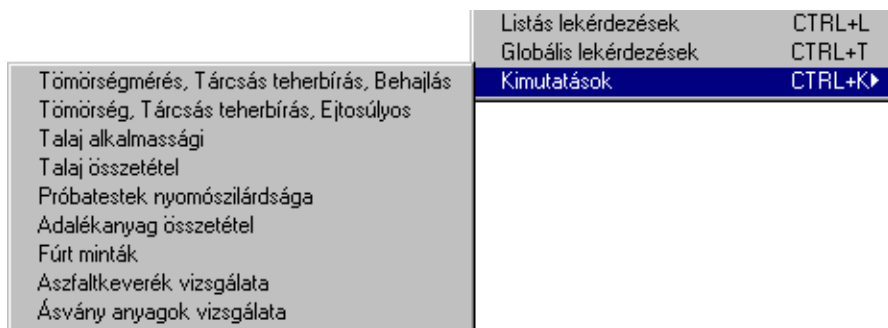 Listás lekérdezések CTRL+L
Globális lekérdezések CTRL+T
Kimutatások CTRL+K
Tömörségmérés, Tárcsás teherbírás, Behajlás
Tömörség, Tárcsás teherbírás, Ejtosúlyos
Talaj alkalmassági
Talaj összetétel
Próbatestek nyomószilárdsága
Adalékanyag összetétel
Fúrt minták
Aszfaltkeverék vizsgálata
Ásvány anyagok vizsgálata